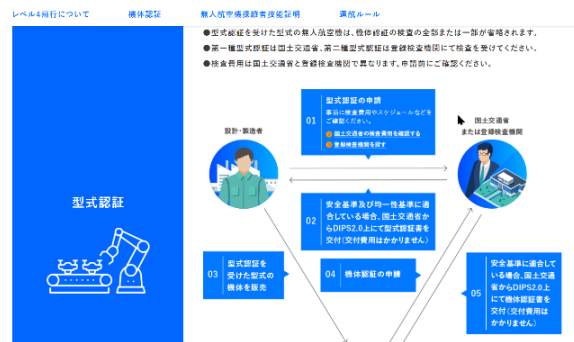 レベル4飛行について
機体認証
無人航空機操縦者技能証明
運航ルール
●型式認証を受けた型式の無人航空機は、機体認証の検査の全部または一部が省略されます。
●第一種型式認証は国土交通省、第二種型式認証は登録検査機関にて検査を受けてください。
●検査費用は国土交通省と登録検査機関で異なります。申請前にご確認ください。
型式認証
設計・製造者
01
型式認証の申請
事前に検査費用やスケジュールなどを
ご確認ください。
国土交通省の検査費用を確認する
登録検査機関を探す
国土交通省
または登録検査機関
02
安全基準及び均一性基準に適
合している場合、国土交通省か
らDIPS2.0上にて型式認証書を
交付(交付費用はかかりません)
03
型式認証を
受けた型式の
機体を販売
04
機体認証の申請
05
安全基準に適合して
いる場合、国土交通
省からDIPS2.0上
にて機体認証書を
交付(交付費用は
かかりません)